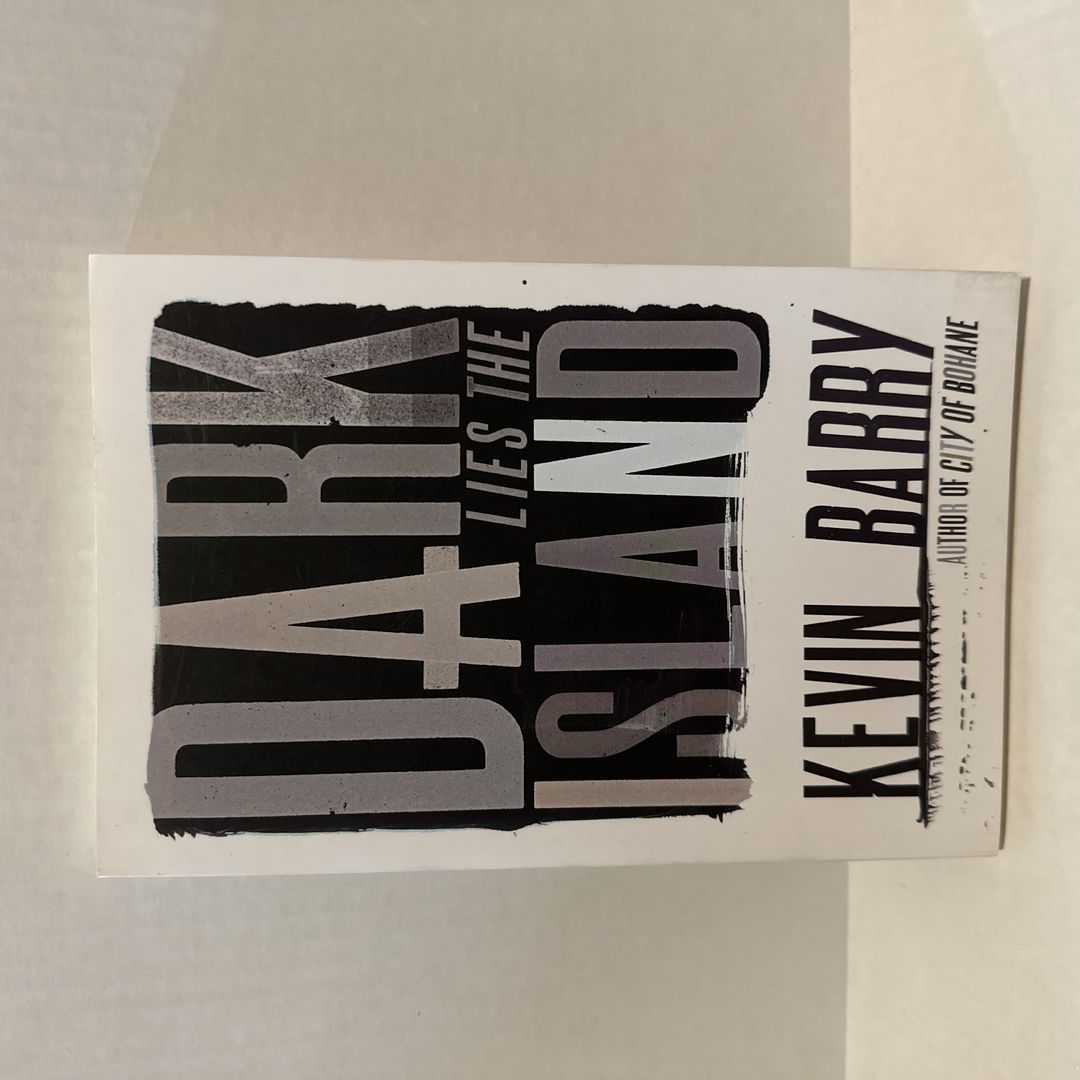 DARK
LIES THE
ISLAND
KEVIN BARRY
AUTHOR OF CITY OF BOHANE